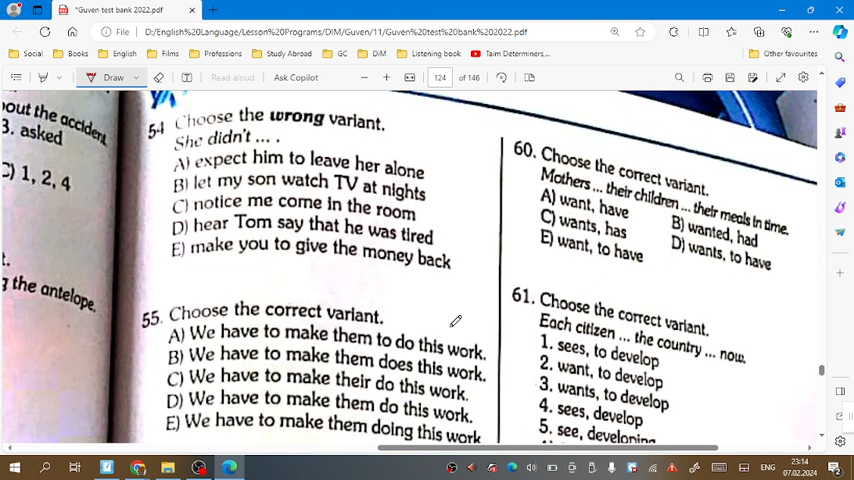 *Guven test bank 2022.pdf
File
D:/English%20Language/Lesson%20Programs/DIM/Guven/11/Guven%20test%20bank%202022.pdf
Social
Books
English
Films
Professions
Study Abroad
GC
DiM
Listening book
Taim Determiners,...
Other favourites
Draw
Read aloud
Ask Copilot
124
of 146
out the accident
3. asked
C) 1, 2, 4
t.
g the antelope.
54 Choose the wrong variant.
She didn't ... .
A) expect him to leave her alone
B) let my son watch TV at nights
C) notice me come in the room
D) hear Tom say that he was tired
E) make you to give the money back
55. Choose the correct variant.
A) We have to make them to do this work.
B) We have to make them does this work.
C) We have to make their do this work.
D) We have to make them do this work.
E) We have to make them doing this work
60. Choose the correct variant.
Mothers ... their children ... their meals in time.
A) want, have
B) wanted, had
C) wants, has
D) wants, to have
E) want, to have
61. Choose the correct variant.
Each citizen ... the country ... now.
1. sees, to develop
2. want, to develop
3. wants, to develop
4. sees, develop
5. see, developing
ENG
23:14
07.02.2024